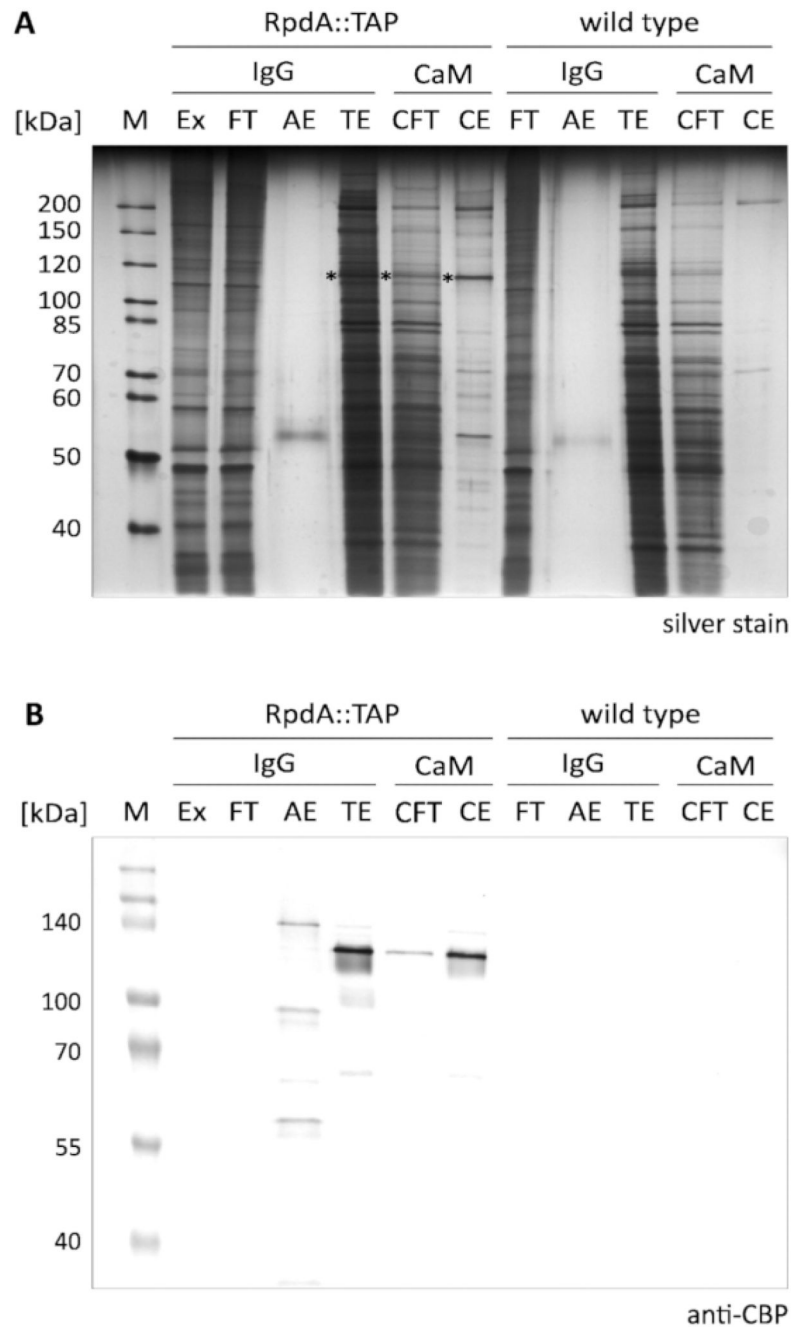 A
RpdA::TAP wild type
IgG CaM IgG CaM
[kDa] M Ex FT AE TE CFT CE FT AE TE CFT CE
200
150
120
* * *
100
85
70
60
50
40
silver stain
B
RpdA::TAP wild type
IgG CaM IgG CaM
[kDa] M Ex FT AE TE CFT CE FT AE TE CFT CE
140
100
70
55
40
anti-CBP